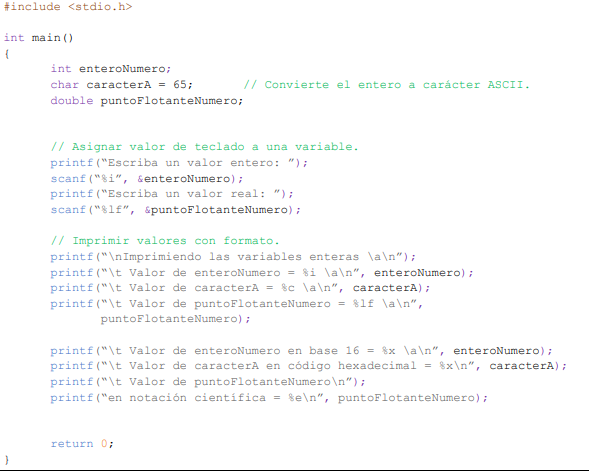 #include <stdio.h>
int main()
{
int enteroNumero;
char caracterA = 65; // Convierte el entero a carácter ASCII.
double puntoFlotanteNumero;
// Asignar valor de teclado a una variable.
printf(“Escriba un valor entero: ”);
scanf(“%i”, &enteroNumero);
printf(“Escriba un valor real: ”);
scanf(“%lf”, &puntoFlotanteNumero);
// Imprimir valores con formato.
printf(“\nImprimiendo las variables enteras \a\n”);
printf(“\t Valor de enteroNumero = %i \a\n”, enteroNumero);
printf(“\t Valor de caracterA = %c \a\n”, caracterA);
printf(“\t Valor de puntoFlotanteNumero = %lf \a\n”,
puntoFlotanteNumero);
printf(“\t Valor de enteroNumero en base 16 = %x \a\n”, enteroNumero);
printf(“\t Valor de caracterA en código hexadecimal = %x\n”, caracterA);
printf(“\t Valor de puntoFlotanteNumero\n”);
printf(“en notación científica = %e\n”, puntoFlotanteNumero);
return 0;
}